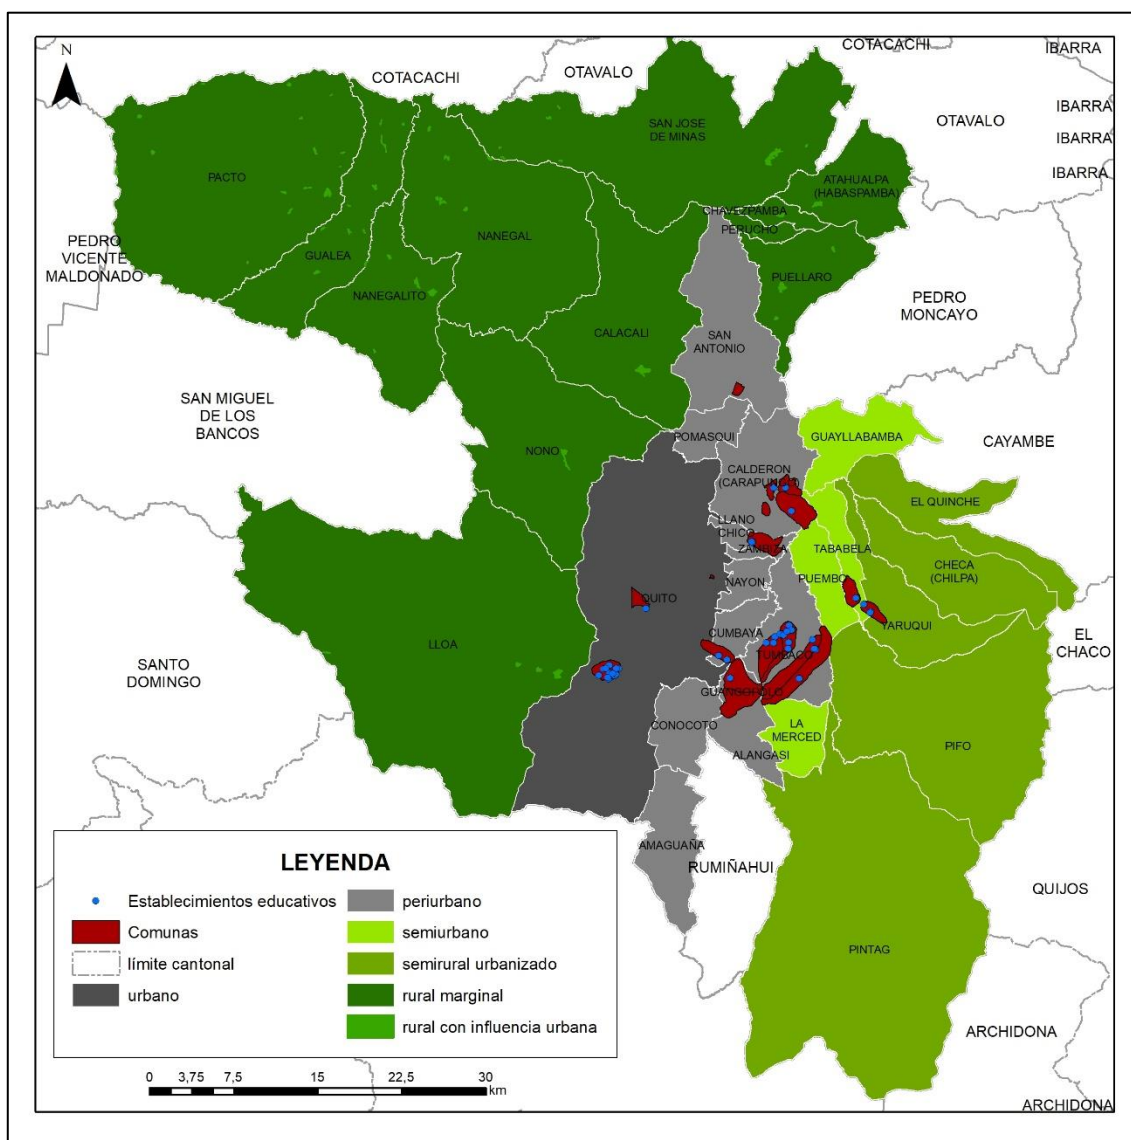 N
COTACACHI
OTAVALO
COTACACHI
IBARRA
IBARRA
IBARRA
IBARRA
OTAVALO
SAN JOSE
DE MINAS
PACTO
ATAHUALPA
(HABASPAMBA)
CHAVEZPAMBA
PERUCHO
NANEGAL
PEDRO
VICENTE
MALDONADO
GUALEA
NANEGALITO
PUELLARO
PEDRO
MONCAYO
CALACALI
SAN
ANTONIO
SAN MIGUEL
DE LOS
BANCOS
POMASQUI
GUAYLLABAMBA
CAYAMBE
NONO
CALDERON
(CARAPUNGO)
EL QUINCHE
LLANO
CHICO
ZAMBIZA
TABABELA
CHECA
(CHILPA)
NAYON
PUEMBO
QUITO
YARUQUI
CUMBAYA
TUMBACO
EL
CHACO
LLOA
SANTO
DOMINGO
GUANGOPOLO
CONOCOTO
LA
MERCED
ALANGASI
PIFO
AMAGUAÑA
RUMIÑAHUI
QUIJOS
PINTAG
ARCHIDONA
ARCHIDONA
LEYENDA
Establecimientos educativos
Comunas
límite cantonal
urbano
periurbano
semiurbano
semirural urbanizado
rural marginal
rural con influencia urbana
0 3,75 7,5 15 22,5 30
km